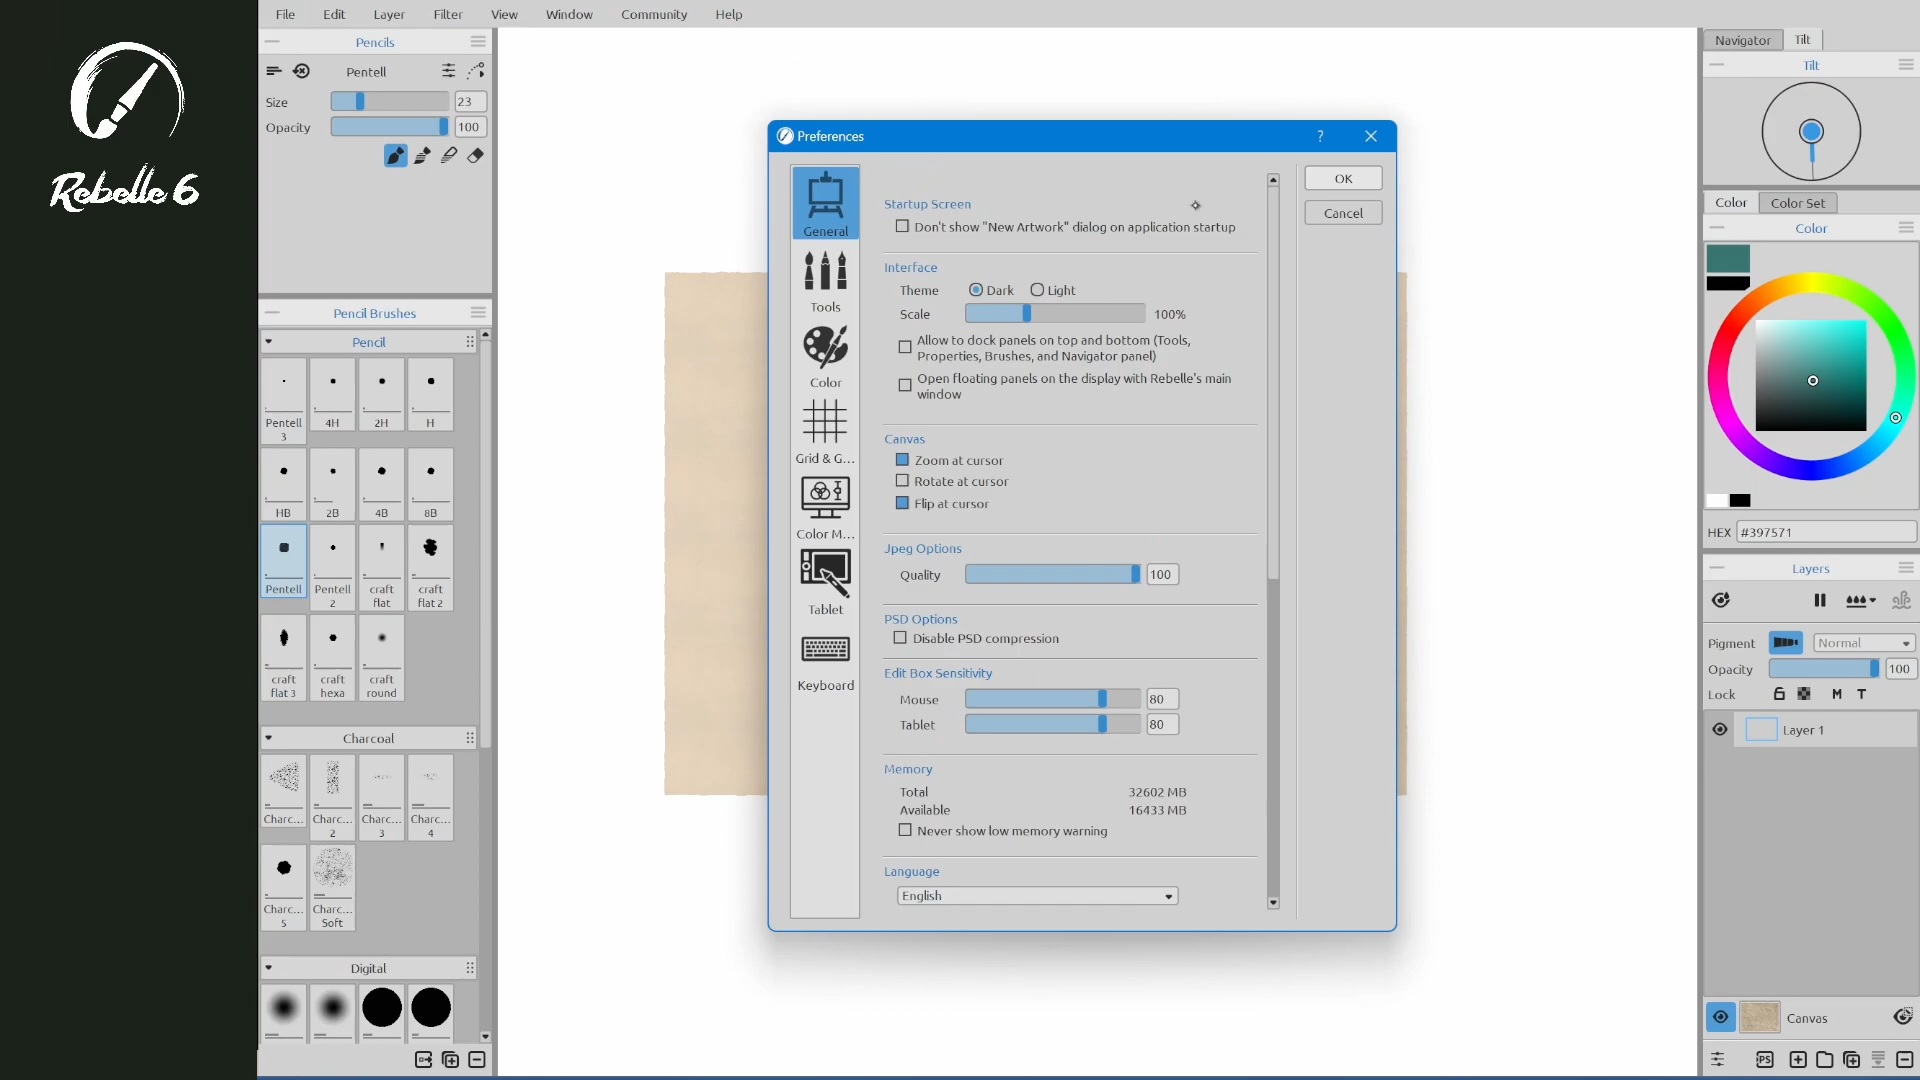 Rebelle 6
File Edit Layer Filter View Window Community Help
Pencils
Pentell
Size 23
Opacity 100
Pencil Brushes
Pencil
Pentell 3
4H
2H
H
HB
2B
4B
8B
Pentell
Pentell 2
craft flat
craft flat 2
craft flat 3
craft hexa
craft round
Charcoal
Charc...
Charc... 2
Charc... 3
Charc... 4
Charc... 5
Charc... Soft
Digital
Preferences ?
General
Tools
Color
Grid & G...
Color M...
Tablet
Keyboard
Startup Screen
Don't show "New Artwork" dialog on application startup
Interface
Theme Dark Light
Scale 100%
Allow to dock panels on top and bottom (Tools,
Properties, Brushes, and Navigator panel)
Open floating panels on the display with Rebelle's main
window
Canvas
Zoom at cursor
Rotate at cursor
Flip at cursor
Jpeg Options
Quality 100
PSD Options
Disable PSD compression
Edit Box Sensitivity
Mouse 80
Tablet 80
Memory
Total 32602 MB
Available 16433 MB
Never show low memory warning
Language
English
OK
Cancel
Navigator Tilt
Tilt
Color Color Set
Color
HEX #397571
Layers
Pigment Normal
Opacity 100
Lock M T
Layer 1
Canvas
PS